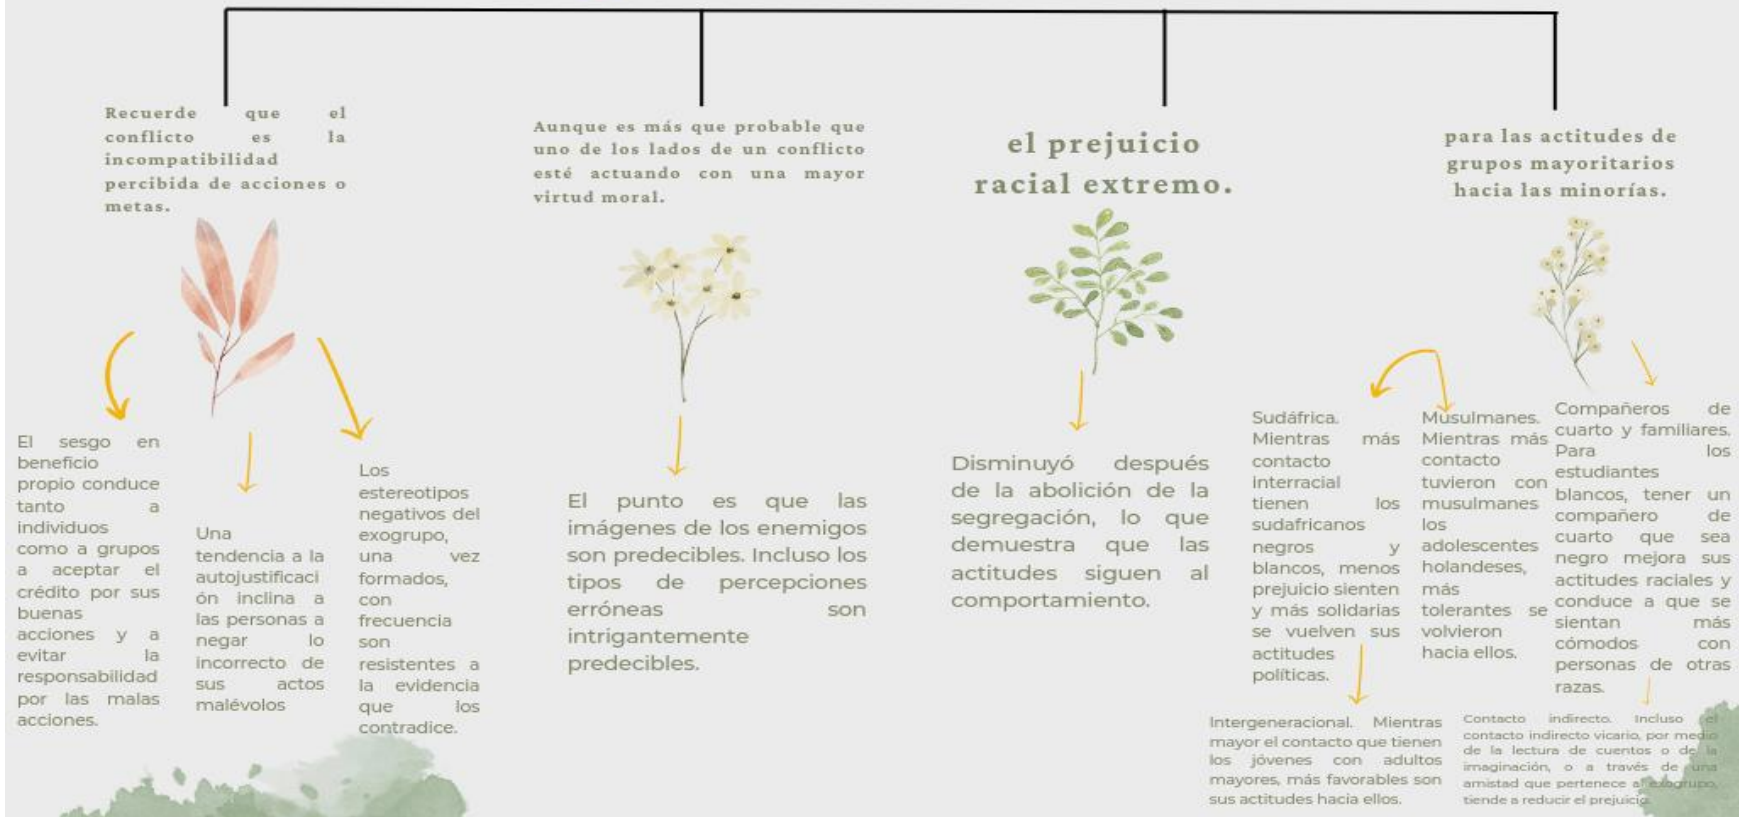 Recuerde que el
conflicto es la
incompatibilidad
percibida de acciones o
metas.
El sesgo en
beneficio
propio conduce
tanto a
individuos
como a grupos
a aceptar el
crédito por sus
buenas
acciones y a
evitar la
responsabilidad
por las malas
acciones.
Una
tendencia a la
autojustificaci
ón inclina a
las personas a
negar lo
incorrecto de
sus actos
malévolos
Los
estereotipos
negativos del
exogrupo,
una vez
formados,
con
frecuencia
son
resistentes a
la evidencia
que los
contradice.
Aunque es más que probable que
uno de los lados de un conflicto
esté actuando con una mayor
virtud moral.
El punto es que las
imágenes de los enemigos
son predecibles. Incluso los
tipos de percepciones
erróneas son
intrigantemente
predecibles.
el prejuicio
racial extremo.
Disminuyó después
de la abolición de la
segregación, lo que
demuestra que las
actitudes siguen al
comportamiento.
para las actitudes de
grupos mayoritarios
hacia las minorías.
Sudáfrica.
Mientras más
contacto
interracial
tienen los
sudafricanos
negros y
blancos, menos
prejuicio sienten
y más solidarias
se vuelven sus
actitudes
políticas.
Musulmanes.
Mientras más
contacto
tuvieron con
musulmanes
los
adolescentes
holandeses,
más
tolerantes se
volvieron
hacia ellos.
Compañeros de
cuarto y familiares.
Para los
estudiantes
blancos, tener un
compañero de
cuarto que sea
negro mejora sus
actitudes raciales y
conduce a que se
sientan más
cómodos con
personas de otras
razas.
Intergeneracional. Mientras
mayor el contacto que tienen
los jóvenes con adultos
mayores, más favorables son
sus actitudes hacia ellos.
Contacto indirecto. Incluso el
contacto indirecto vicario, por medio
de la lectura de cuentos o de la
imaginación, o a través de una
amistad que pertenece al exogrupo,
tiende a reducir el prejuicio.